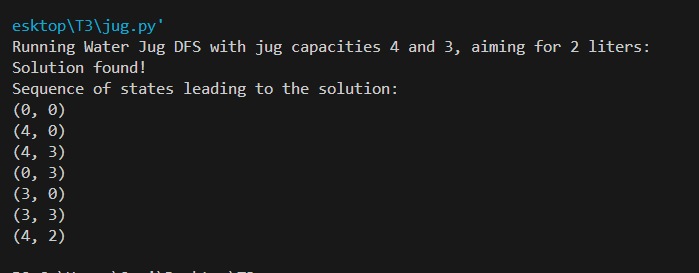 esktop\T3\jug.py'
Running Water Jug DFS with jug capacities 4 and 3, aiming for 2 liters:
Solution found!
Sequence of states leading to the solution:
(0, 0)
(4, 0)
(4, 3)
(0, 3)
(3, 0)
(3, 3)
(4, 2)